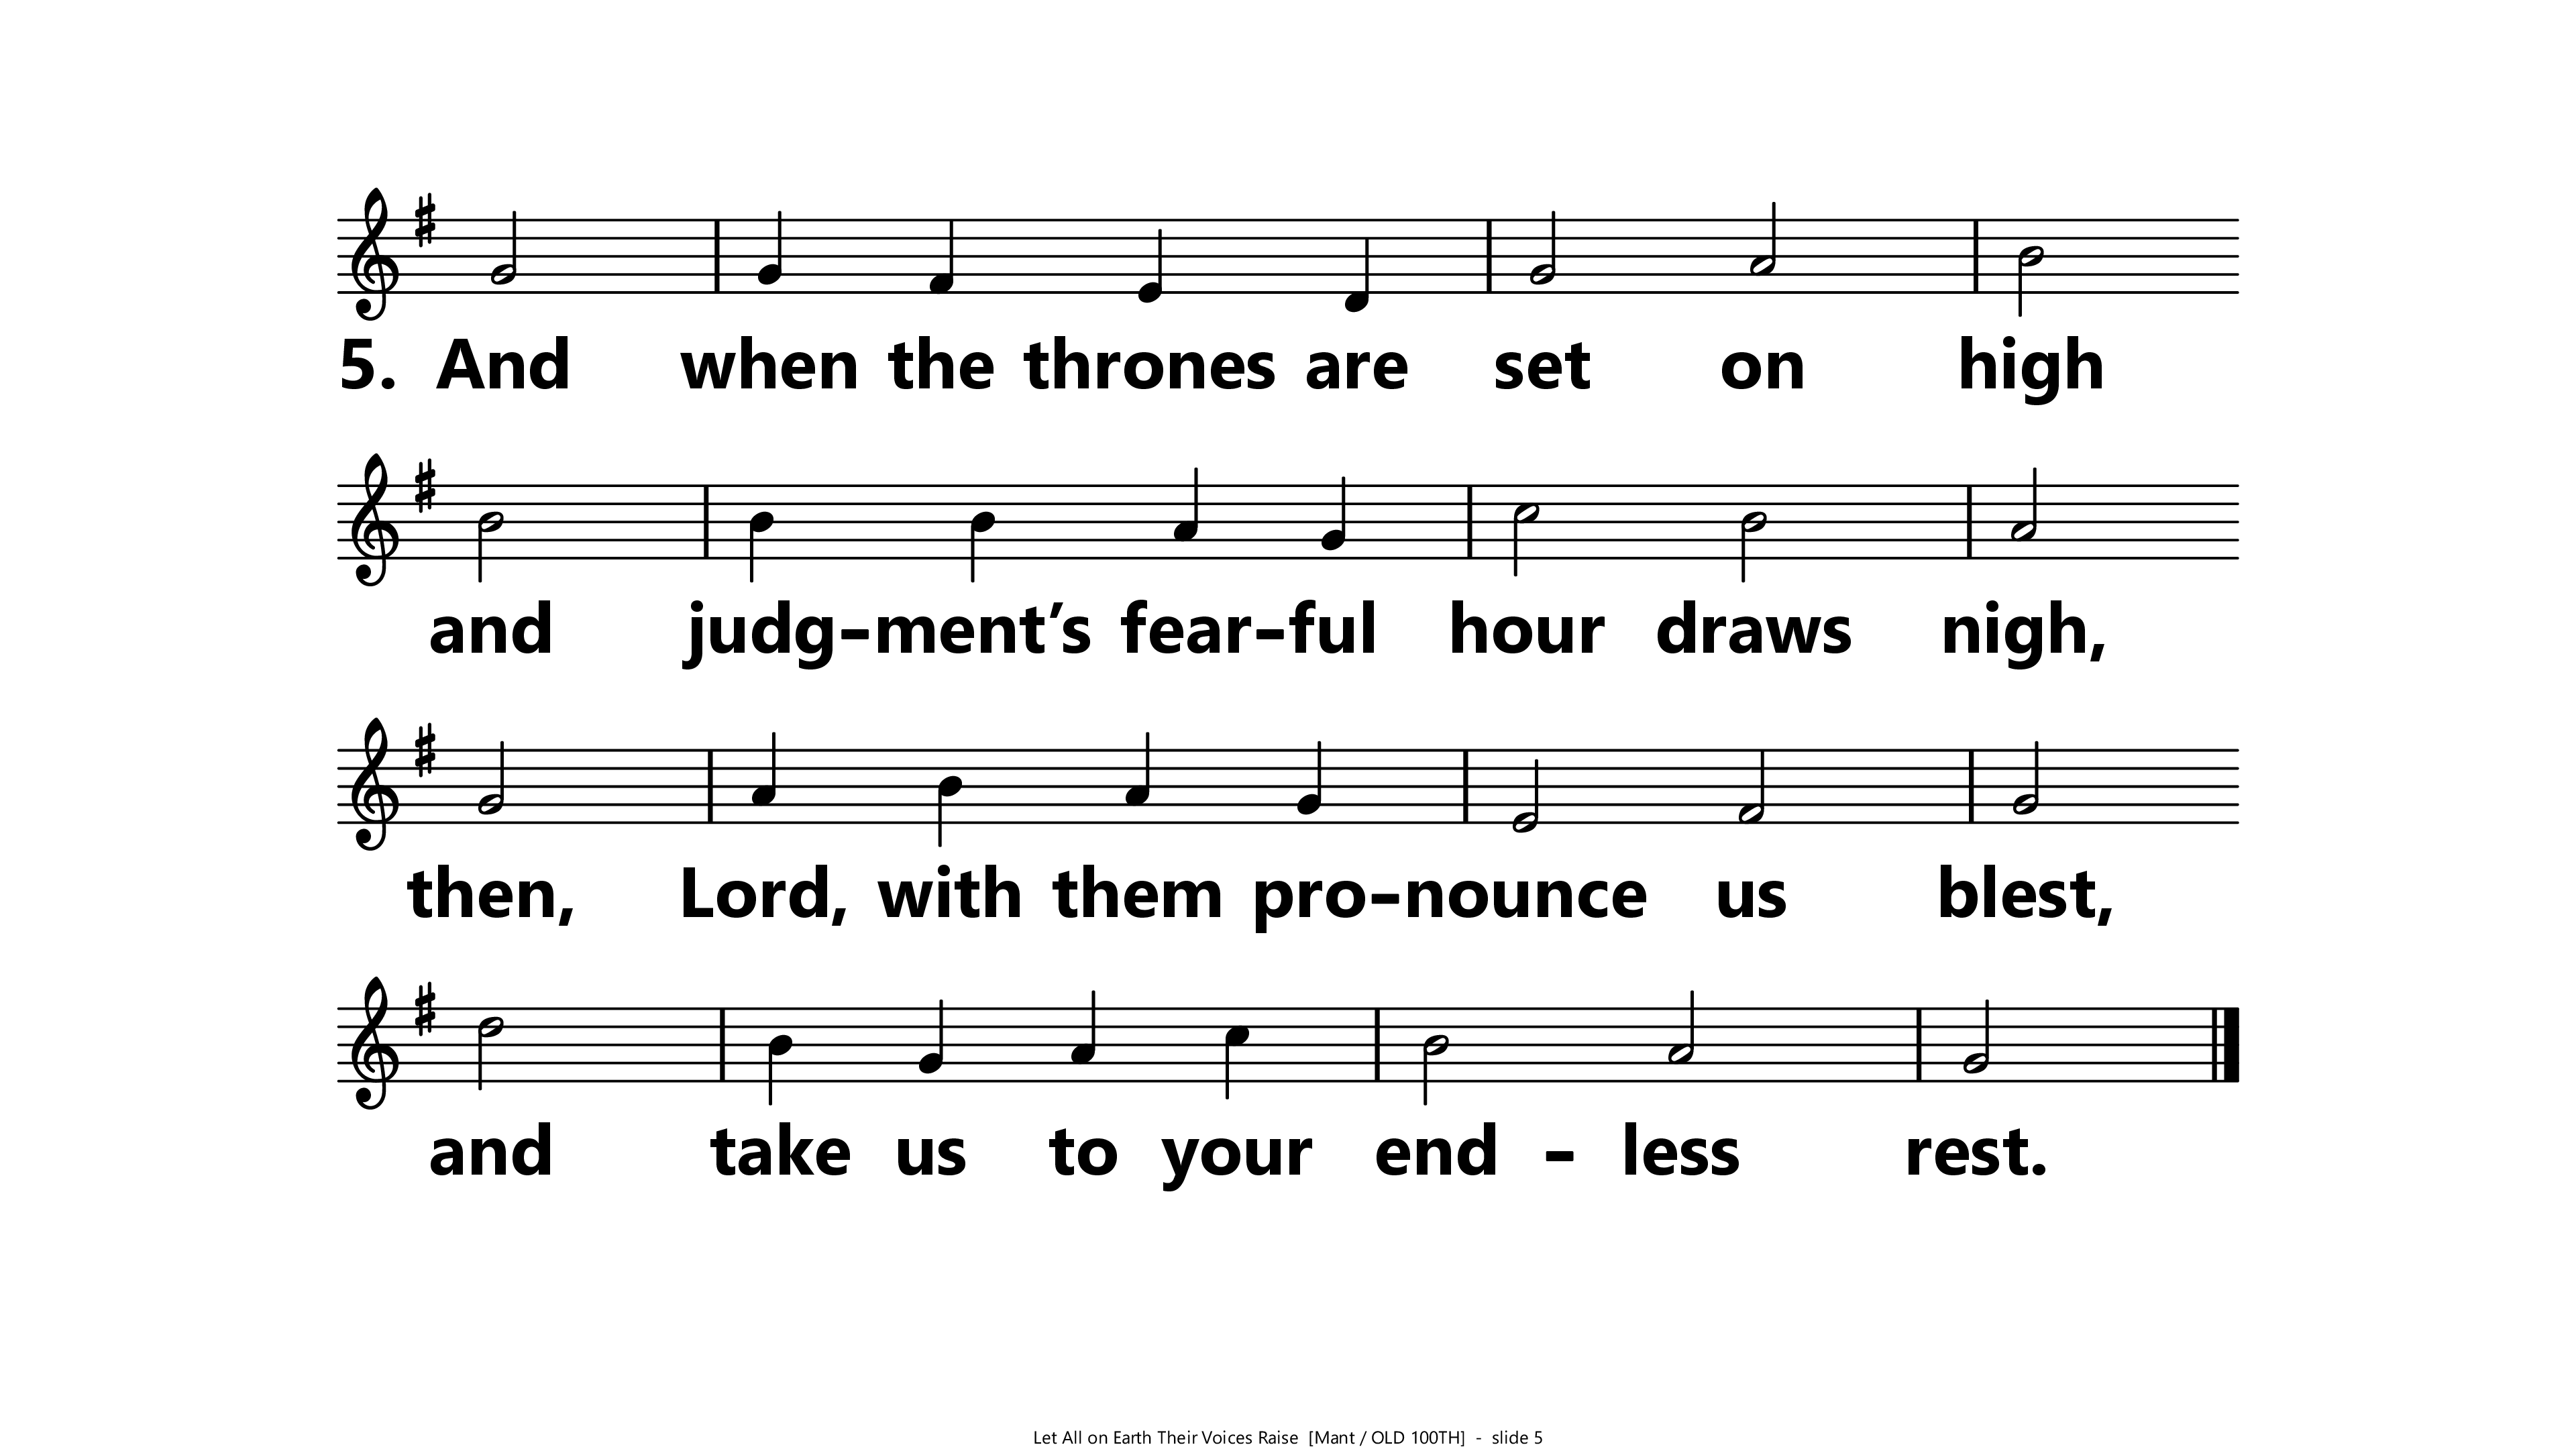 5. And when the thrones are set on high
and judg-ment’s fear-ful hour draws nigh,
then, Lord, with them pro-nounce us blest,
and take us to your end - less rest.
Let All on Earth Their Voices Raise [Mant / OLD 100TH] - slide 5